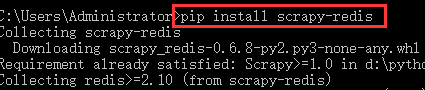 C:\Users\Administrator>pip install scrapy-redis
Collecting scrapy-redis
Downloading scrapy_redis-0.6.8-py2.py3-none-any.whl
Requirement already satisfied: Scrapy>=1.0 in d:\pytho
Collecting redis>=2.10 (from scrapy-redis)